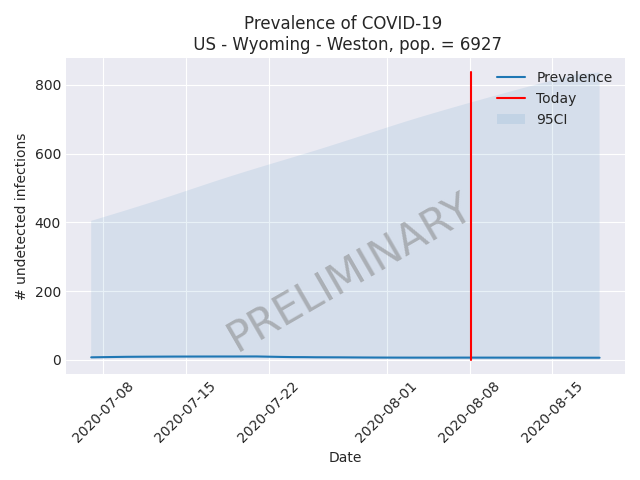 Prevalence of COVID-19
US - Wyoming - Weston, pop. = 6927
Prevalence
Today
95CI
800
600
400
200
0
# undetected infections
PRELIMINARY
2020-07-08
2020-07-15
2020-07-22
2020-08-01
2020-08-08
2020-08-15
Date